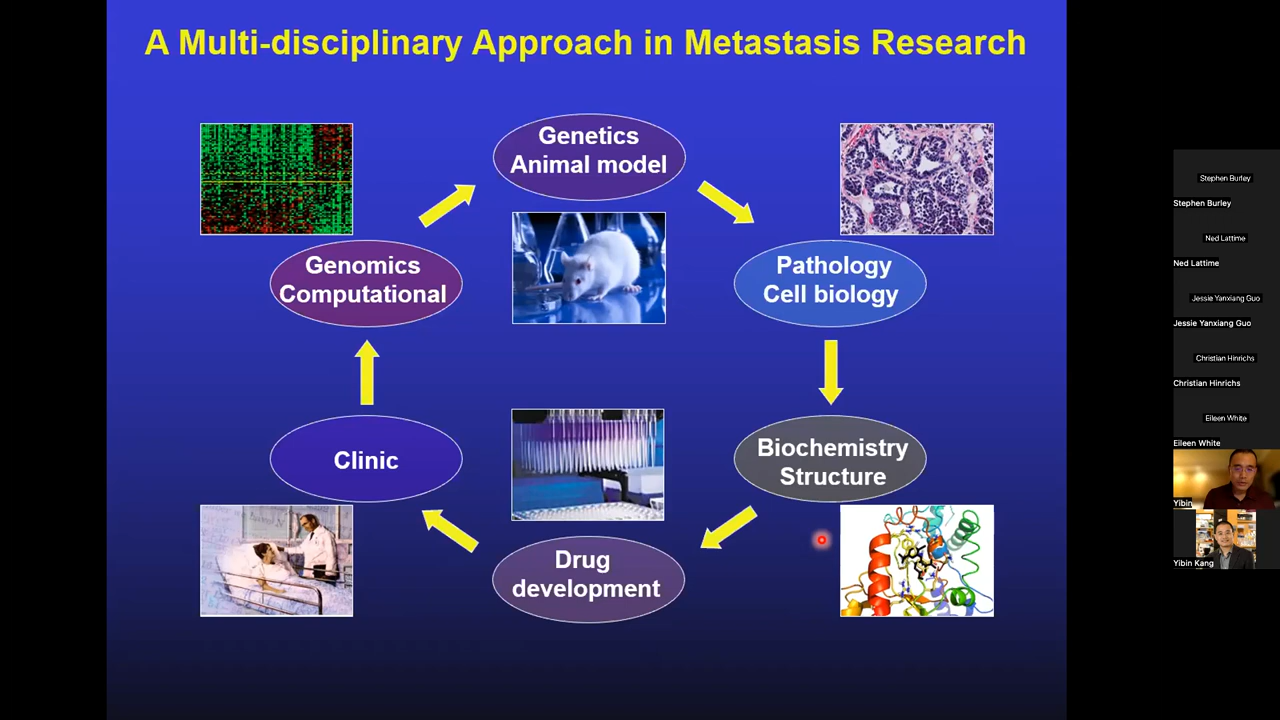 A Multi-disciplinary Approach in Metastasis Research
Genetics
Animal model
Genomics
Computational
Pathology
Cell biology
Clinic
Biochemistry
Structure
Drug
development
Stephen Burley
Stephen Burley
Ned Lattime
Ned Lattime
Jessie Yanxiang Guo
Jessie Yanxiang Guo
Christian Hinrichs
Christian Hinrichs
Eileen White
Eileen White
Yibin
Yibin Kang